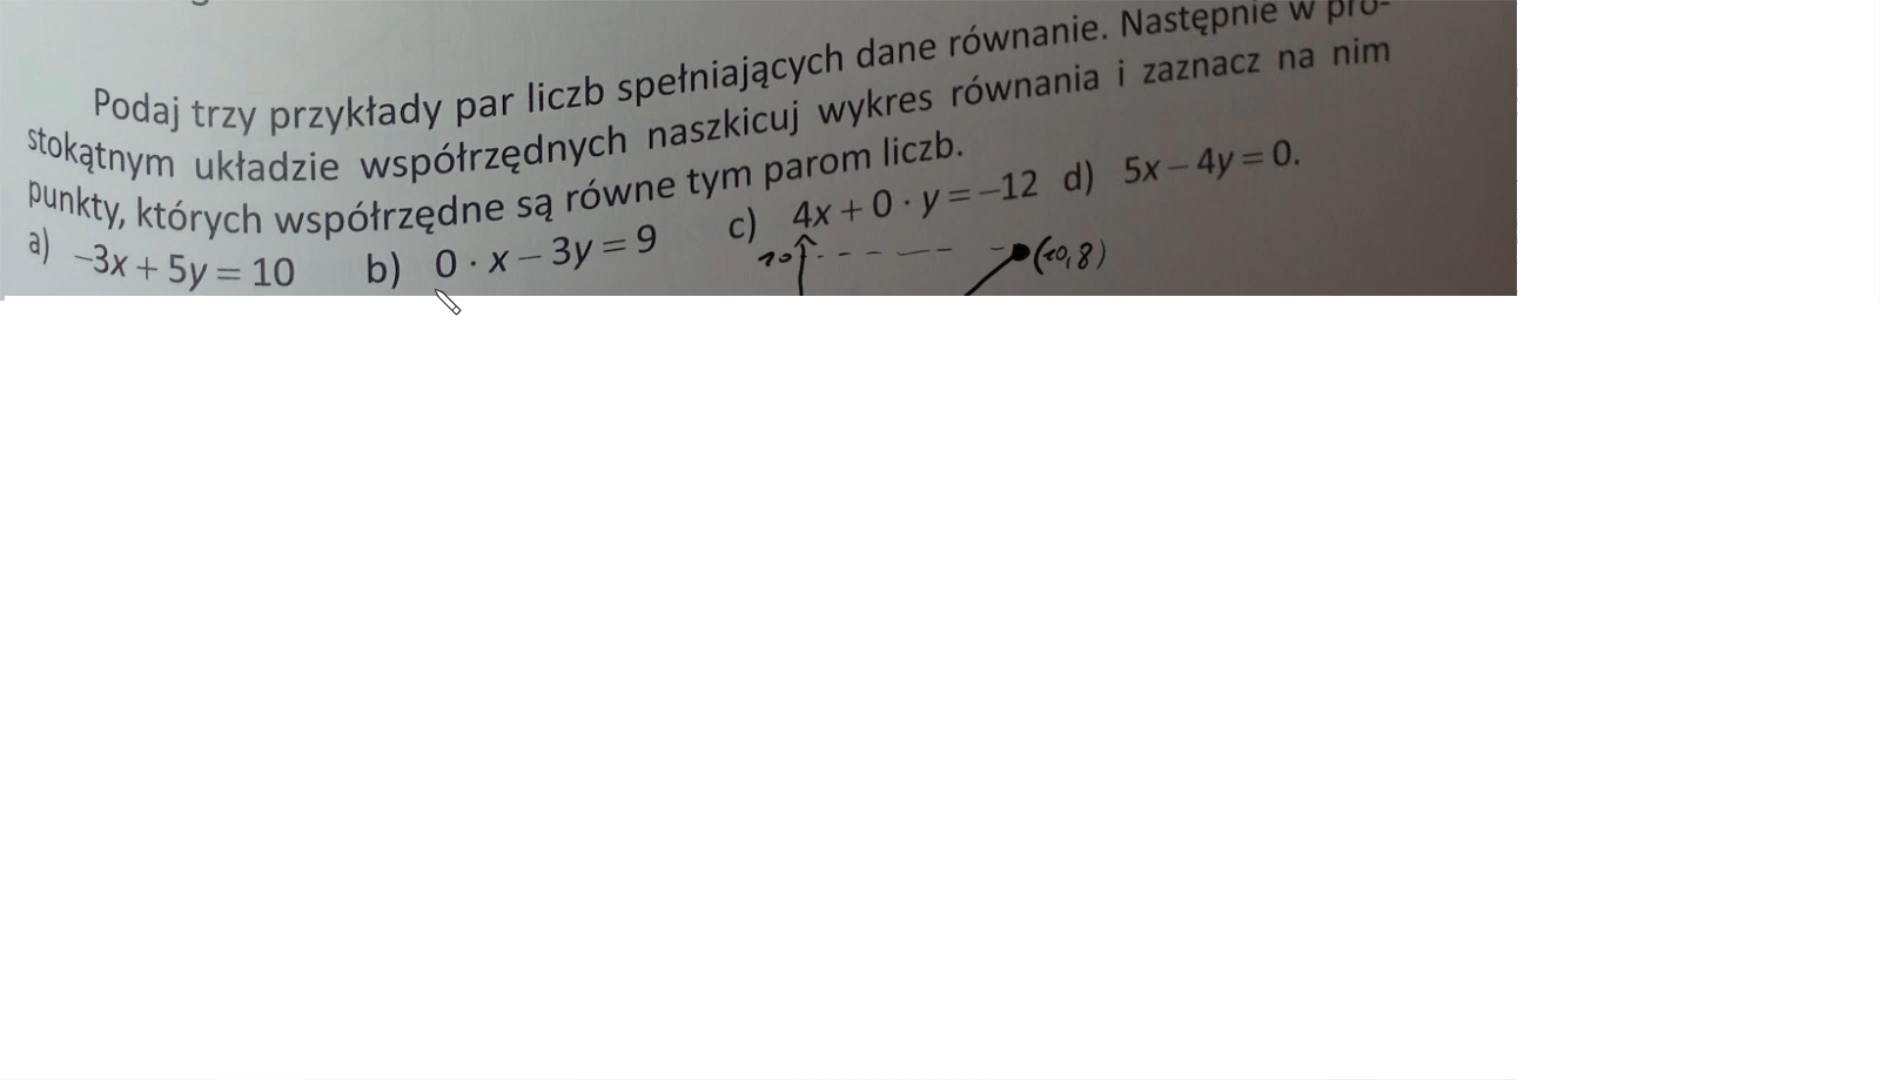 Podaj trzy przykłady par liczb spełniających dane równanie. Następnie w pro-
stokątnym układzie współrzędnych naszkicuj wykres równania i zaznacz na nim
punkty, których współrzędne są równe tym parom liczb.
a) –3x + 5y = 10 b) 0 · x – 3y = 9 c) 4x + 0 · y = –12 d) 5x – 4y = 0.
10 (10,8)